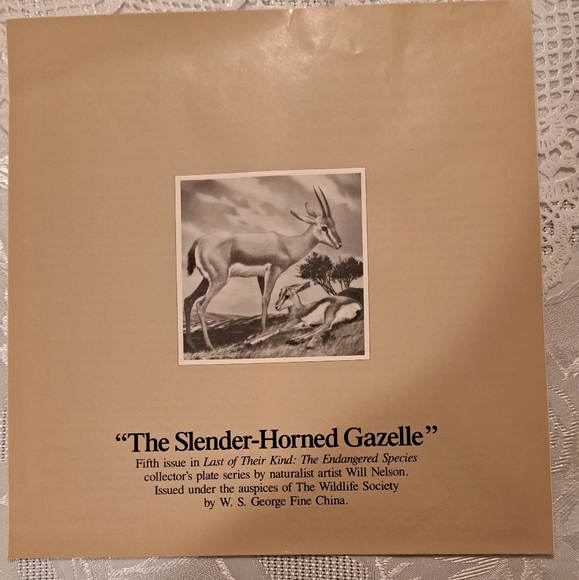 “The Slender-Horned Gazelle”
Fifth issue in Last of Their Kind: The Endangered Species
collector's plate series by naturalist artist Will Nelson.
Issued under the auspices of The Wildlife Society
by W. S. George Fine China.